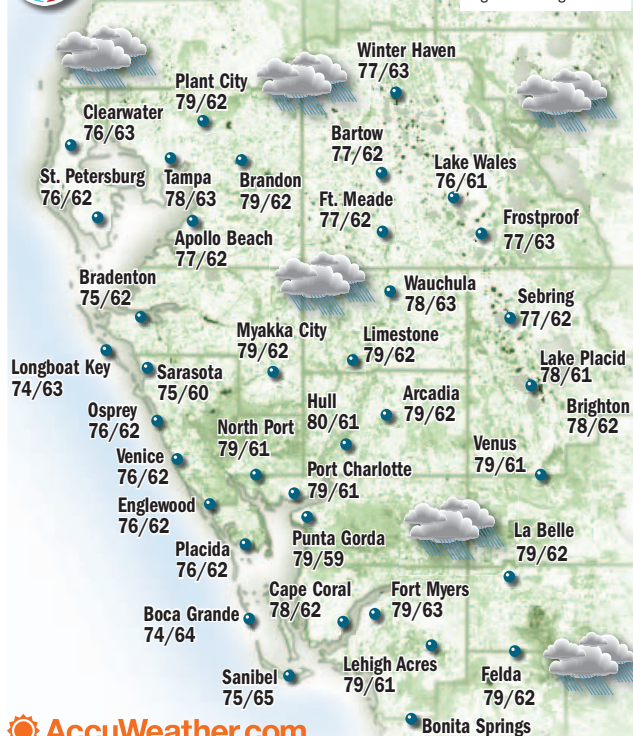 Winter Haven
77/63
Plant City
79/62
Clearwater
76/63
Bartow
77/62
Lake Wales
76/61
St. Petersburg
76/62
Tampa
78/63
Brandon
79/62
Ft. Meade
77/62
Frostproof
77/63
Apollo Beach
77/62
Bradenton
75/62
Wauchula
78/63
Sebring
77/62
Myakka City
79/62
Limestone
79/62
Longboat Key
74/63
Sarasota
75/60
Lake Placid
78/61
Hull
80/61
Arcadia
79/62
Brighton
78/62
Osprey
76/62
North Port
79/61
Venus
79/61
Venice
76/62
Port Charlotte
79/61
Englewood
76/62
Punta Gorda
79/59
La Belle
79/62
Placida
76/62
Cape Coral
78/62
Fort Myers
79/63
Boca Grande
74/64
Lehigh Acres
79/61
Felda
79/62
Sanibel
75/65
Bonita Springs
AccuWeather.com